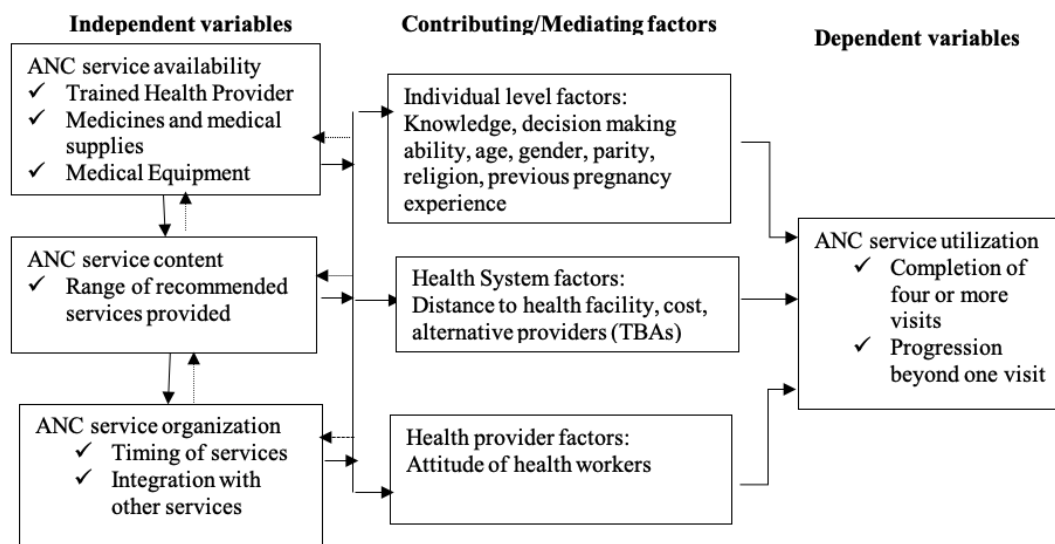 Independent variables
ANC service availability
✓ Trained Health Provider
✓ Medicines and medical
supplies
✓ Medical Equipment
ANC service content
✓ Range of recommended
services provided
ANC service organization
✓ Timing of services
✓ Integration with
other services
Contributing/Mediating factors
Individual level factors:
Knowledge, decision making
ability, age, gender, parity,
religion, previous pregnancy
experience
Health System factors:
Distance to health facility, cost,
alternative providers (TBAs)
Health provider factors:
Attitude of health workers
Dependent variables
ANC service utilization
✓ Completion of
four or more
visits
✓ Progression
beyond one visit